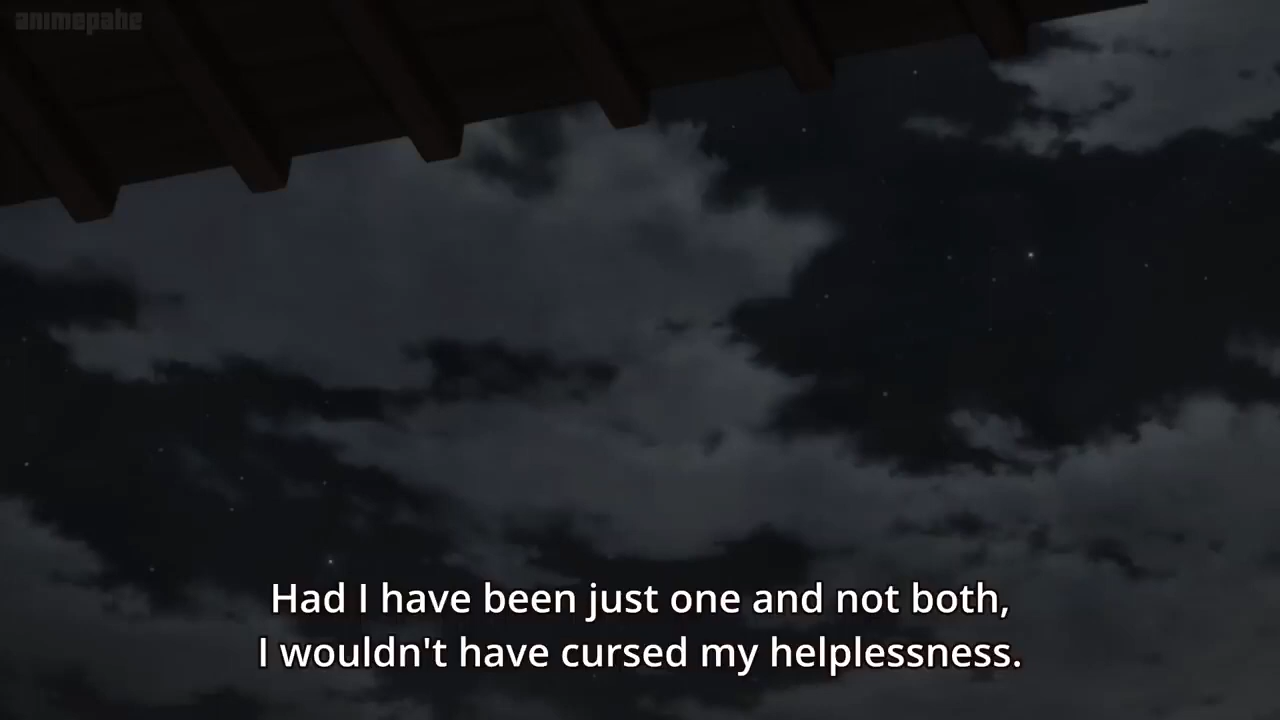 animepahe
Had I have been just one and not both,
I wouldn't have cursed my helplessness.